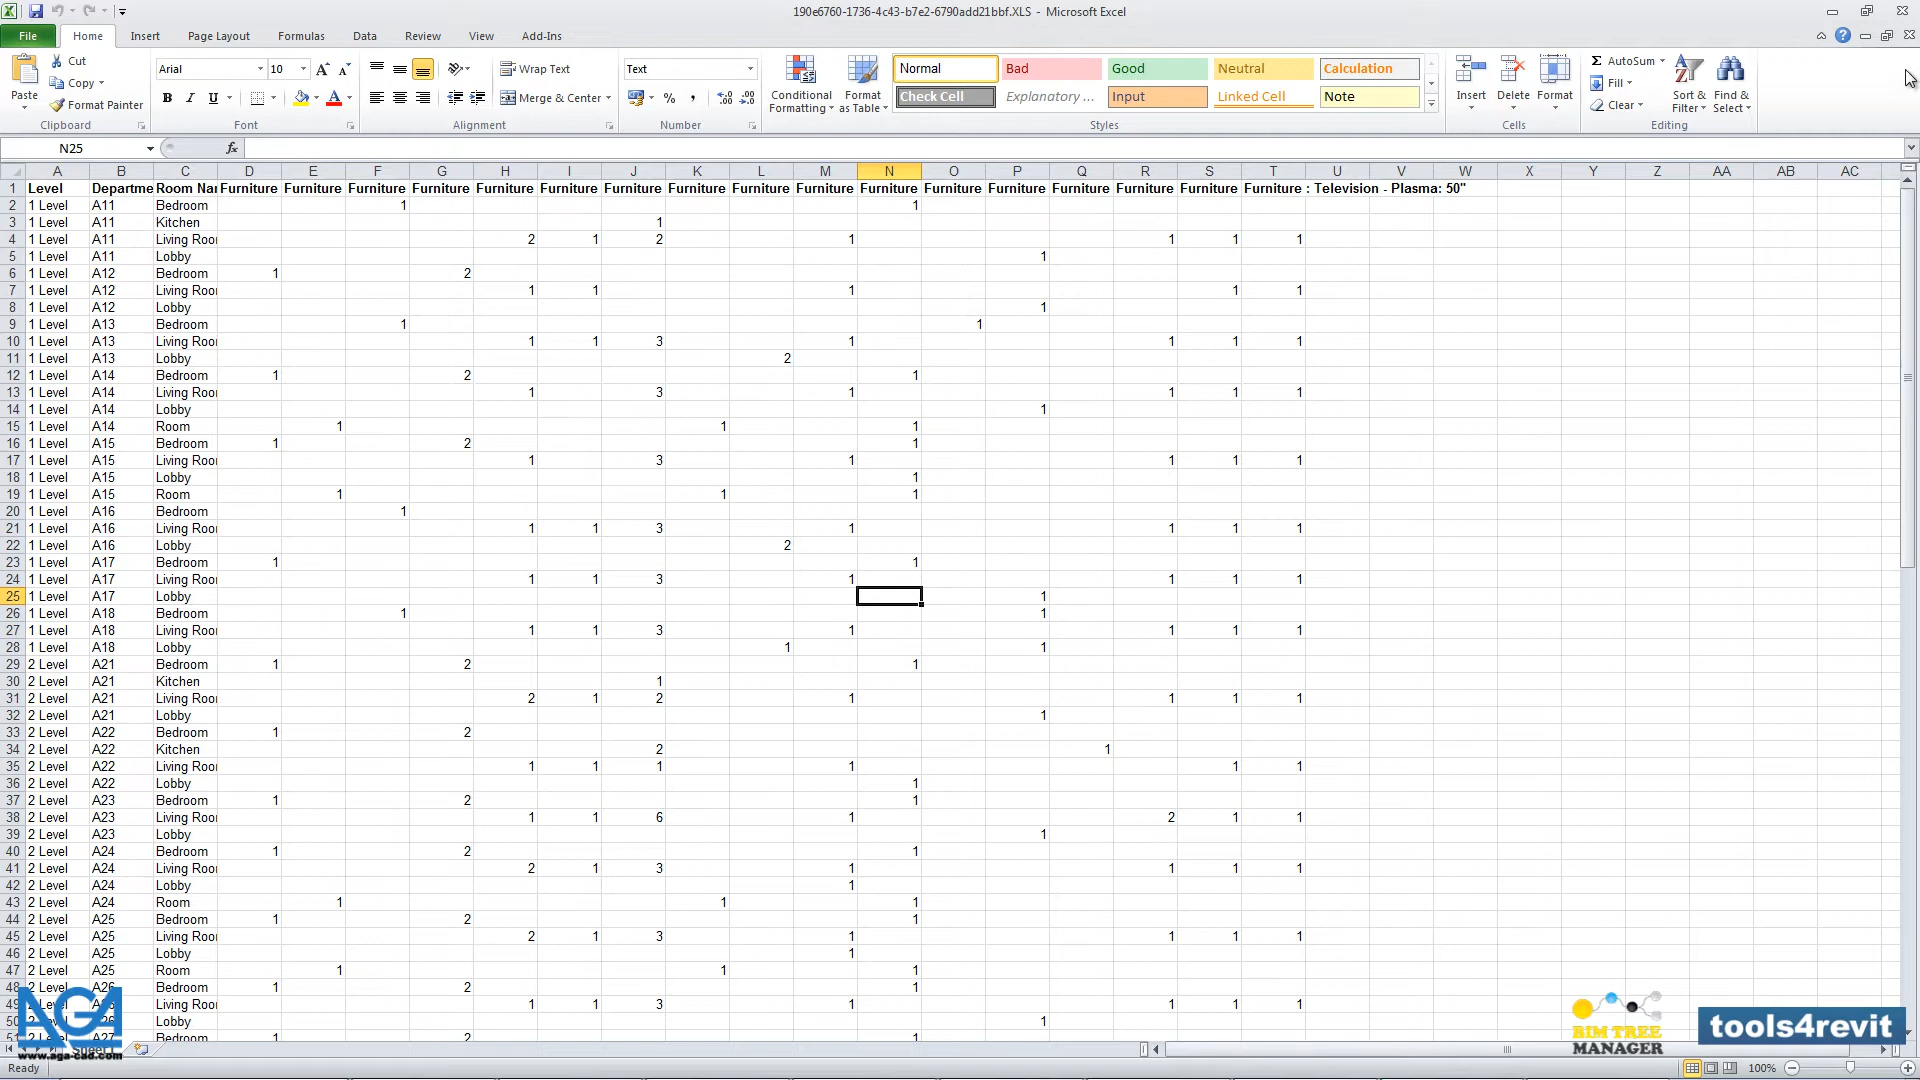 190e6760-1736-4c43-b7e2-6790add21bbf.XLS - Microsoft Excel
File Home Insert Page Layout Formulas Data Review View Add-Ins
Paste Cut Copy Format Painter Clipboard
Arial 10 B I U Font
Wrap Text Merge & Center Alignment
Text % , Number
Conditional Formatting Format as Table
Normal Bad Good Neutral Calculation
Check Cell Explanatory ... Input Linked Cell Note
Styles
Insert Delete Format Cells
Σ AutoSum Fill Clear Sort & Filter Find & Select Editing
N25 fx
A B C D E F G H I J K L M N O P Q R S T U V W X Y Z AA AB AC
1 Level Departme Room Nar Furniture Furniture Furniture Furniture Furniture Furniture Furniture Furniture Furniture Furniture Furniture Furniture Furniture Furniture Furniture Furniture Furniture : Television - Plasma: 50"
2 1 Level A11 Bedroom 1 1
3 1 Level A11 Kitchen 1
4 1 Level A11 Living Roo 2 1 2 1 1 1 1
5 1 Level A11 Lobby 1
6 1 Level A12 Bedroom 1 2
7 1 Level A12 Living Roo 1 1 1 1 1
8 1 Level A12 Lobby 1
9 1 Level A13 Bedroom 1 1
10 1 Level A13 Living Roo 1 1 3 1 1 1 1
11 1 Level A13 Lobby 2
12 1 Level A14 Bedroom 1 2 1
13 1 Level A14 Living Roo 1 3 1 1 1 1
14 1 Level A14 Lobby 1
15 1 Level A14 Room 1 1 1
16 1 Level A15 Bedroom 1 2 1
17 1 Level A15 Living Roo 1 3 1 1 1 1
18 1 Level A15 Lobby 1
19 1 Level A15 Room 1 1 1
20 1 Level A16 Bedroom 1
21 1 Level A16 Living Roo 1 1 3 1 1 1 1
22 1 Level A16 Lobby 2
23 1 Level A17 Bedroom 1 1
24 1 Level A17 Living Roo 1 1 3 1 1 1 1
25 1 Level A17 Lobby 1
26 1 Level A18 Bedroom 1 1
27 1 Level A18 Living Roo 1 1 3 1 1 1 1
28 1 Level A18 Lobby 1 1
29 2 Level A21 Bedroom 1 2 1
30 2 Level A21 Kitchen 1
31 2 Level A21 Living Roo 2 1 2 1 1 1 1
32 2 Level A21 Lobby 1
33 2 Level A22 Bedroom 1 2
34 2 Level A22 Kitchen 2 1
35 2 Level A22 Living Roo 1 1 1 1 1 1
36 2 Level A22 Lobby 1
37 2 Level A23 Bedroom 1 2 1
38 2 Level A23 Living Roo 1 1 6 1 2 1 1
39 2 Level A23 Lobby 1
40 2 Level A24 Bedroom 1 2 1
41 2 Level A24 Living Roo 2 1 3 1 1 1 1
42 2 Level A24 Lobby 1
43 2 Level A24 Room 1 1 1
44 2 Level A25 Bedroom 1 2 1
45 2 Level A25 Living Roo 2 1 3 1 1 1 1
46 2 Level A25 Lobby 1
47 2 Level A25 Room 1 1 1
48 2 Level A26 Bedroom 1 2 1
49 Living Roo 1 1 3 1 1 1 1
50 Lobby 1
51 A27 Bedroom 1 2 1
AGA
www.aga-cad.com
BIM TREE
MANAGER
tools4revit
Ready 100%